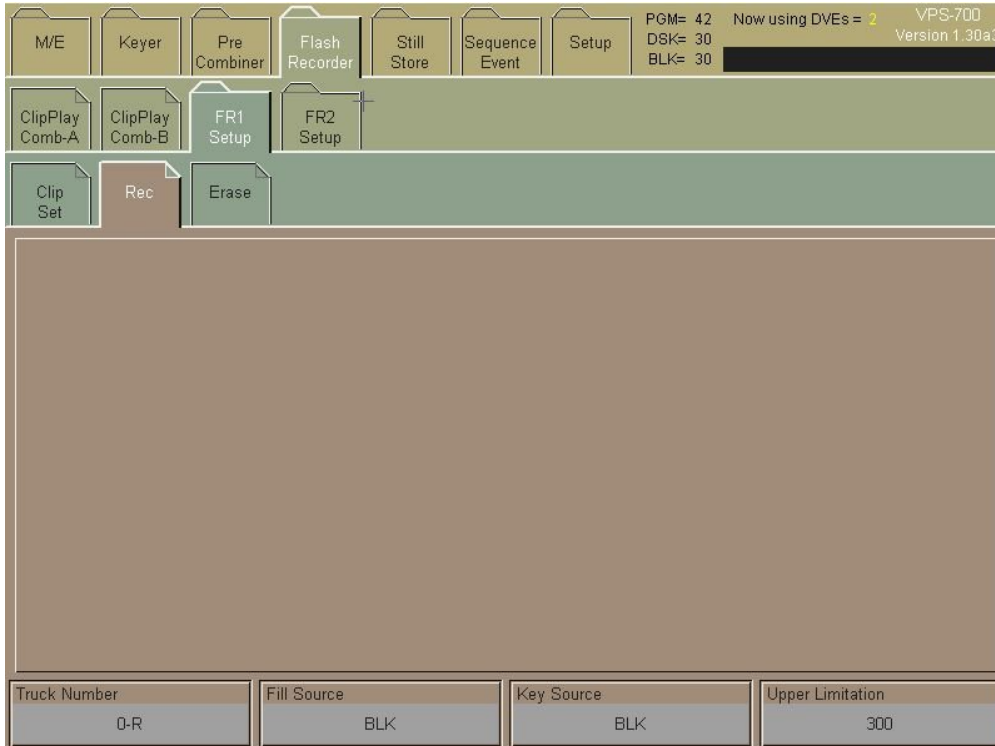 M/E
Keyer
Pre
Combiner
Flash
Recorder
Still
Store
Sequence
Event
Setup
PGM= 42
DSK= 30
BLK= 30
Now using DVEs = 2
VPS-700
Version 1.30a3
ClipPlay
Comb-A
ClipPlay
Comb-B
FR1
Setup
FR2
Setup
Clip
Set
Rec
Erase
Truck Number
0-R
Fill Source
BLK
Key Source
BLK
Upper Limitation
300